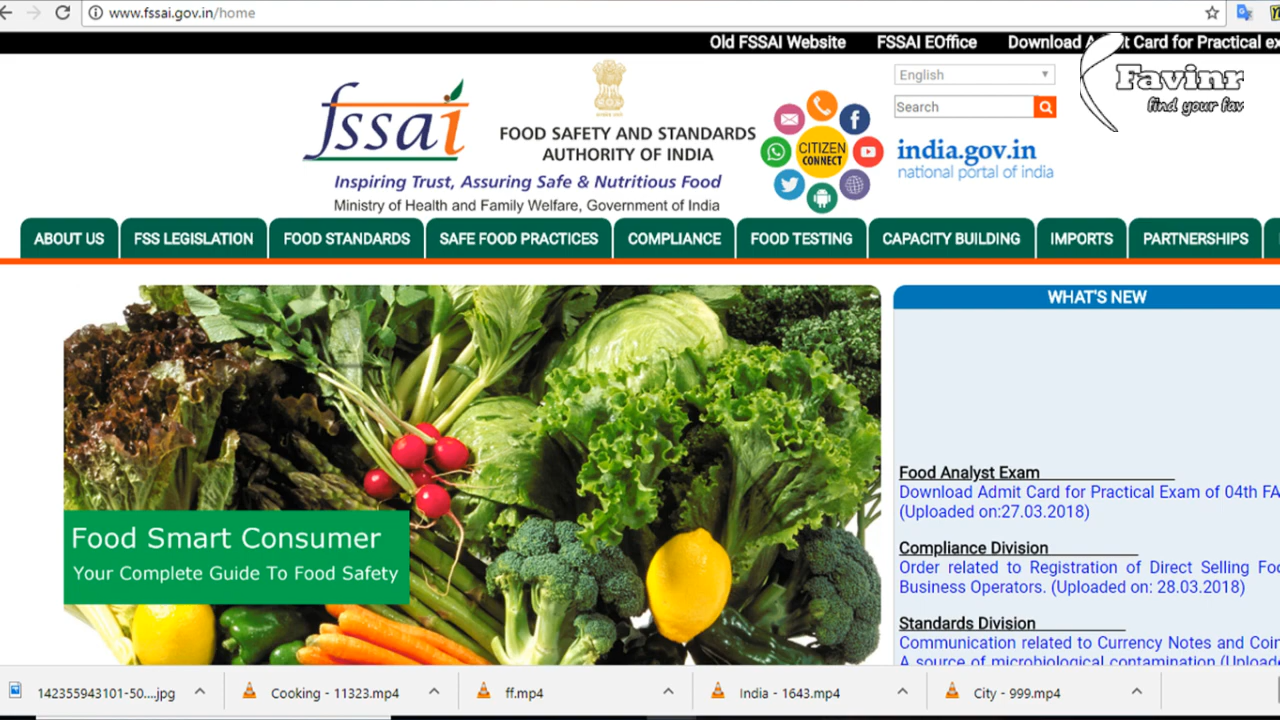 www.fssai.gov.in/home
Old FSSAI Website FSSAI EOffice Download Admit Card for Practical
English
Search
Favinr
find your fav
fssai
FOOD SAFETY AND STANDARDS
AUTHORITY OF INDIA
Inspiring Trust, Assuring Safe & Nutritious Food
Ministry of Health and Family Welfare, Government of India
CITIZEN
CONNECT
india.gov.in
national portal of india
ABOUT US FSS LEGISLATION FOOD STANDARDS SAFE FOOD PRACTICES COMPLIANCE FOOD TESTING CAPACITY BUILDING IMPORTS PARTNERSHIPS
WHAT'S NEW
Food Analyst Exam
Download Admit Card for Practical Exam of 04th FA
(Uploaded on:27.03.2018)
Compliance Division
Order related to Registration of Direct Selling Foo
Business Operators. (Uploaded on: 28.03.2018)
Standards Division
Communication related to Currency Notes and Coin
A source of microbiological contamination (Uploade
Food Smart Consumer
Your Complete Guide To Food Safety
142355943101-50....jpg Cooking - 11323.mp4 ff.mp4 India - 1643.mp4 City - 999.mp4